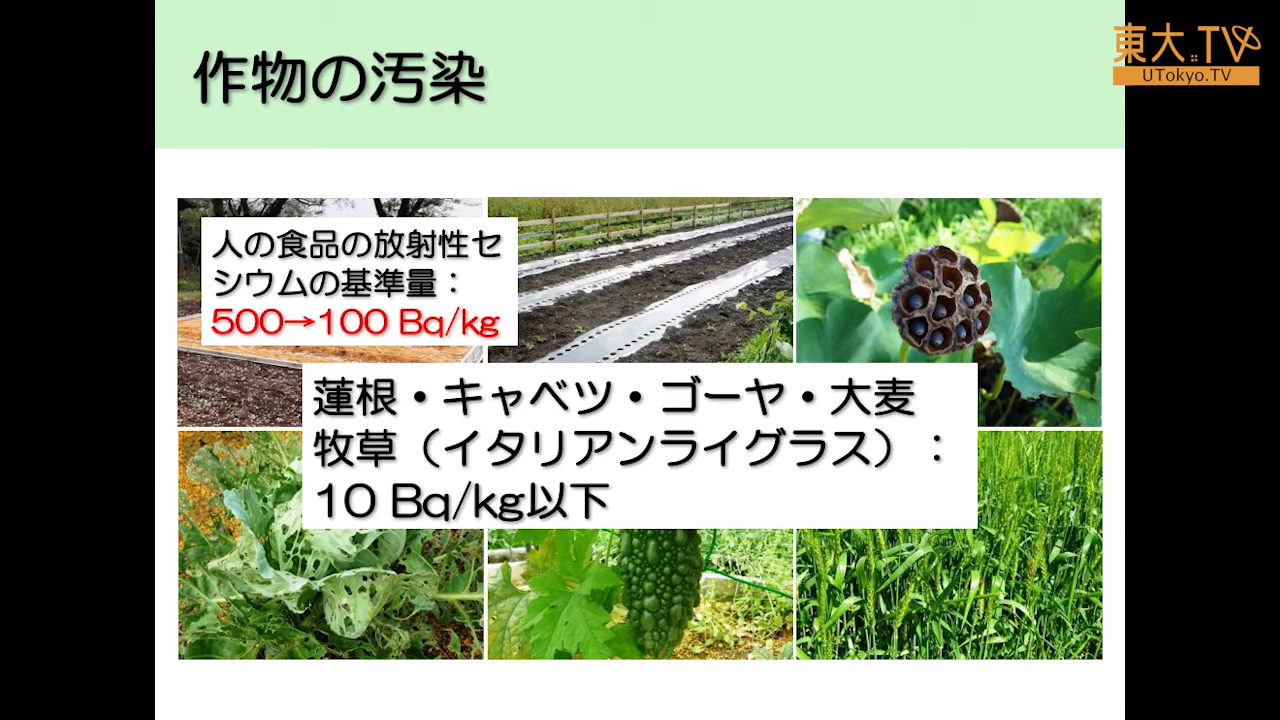 作物の汚染
東大.TV
UTokyo.TV
人の食品の放射性セ
シウムの基準量：
500→100 Bq/kg
蓮根・キャベツ・ゴーヤ・大麦
牧草（イタリアンライグラス）：
10 Bq/kg以下